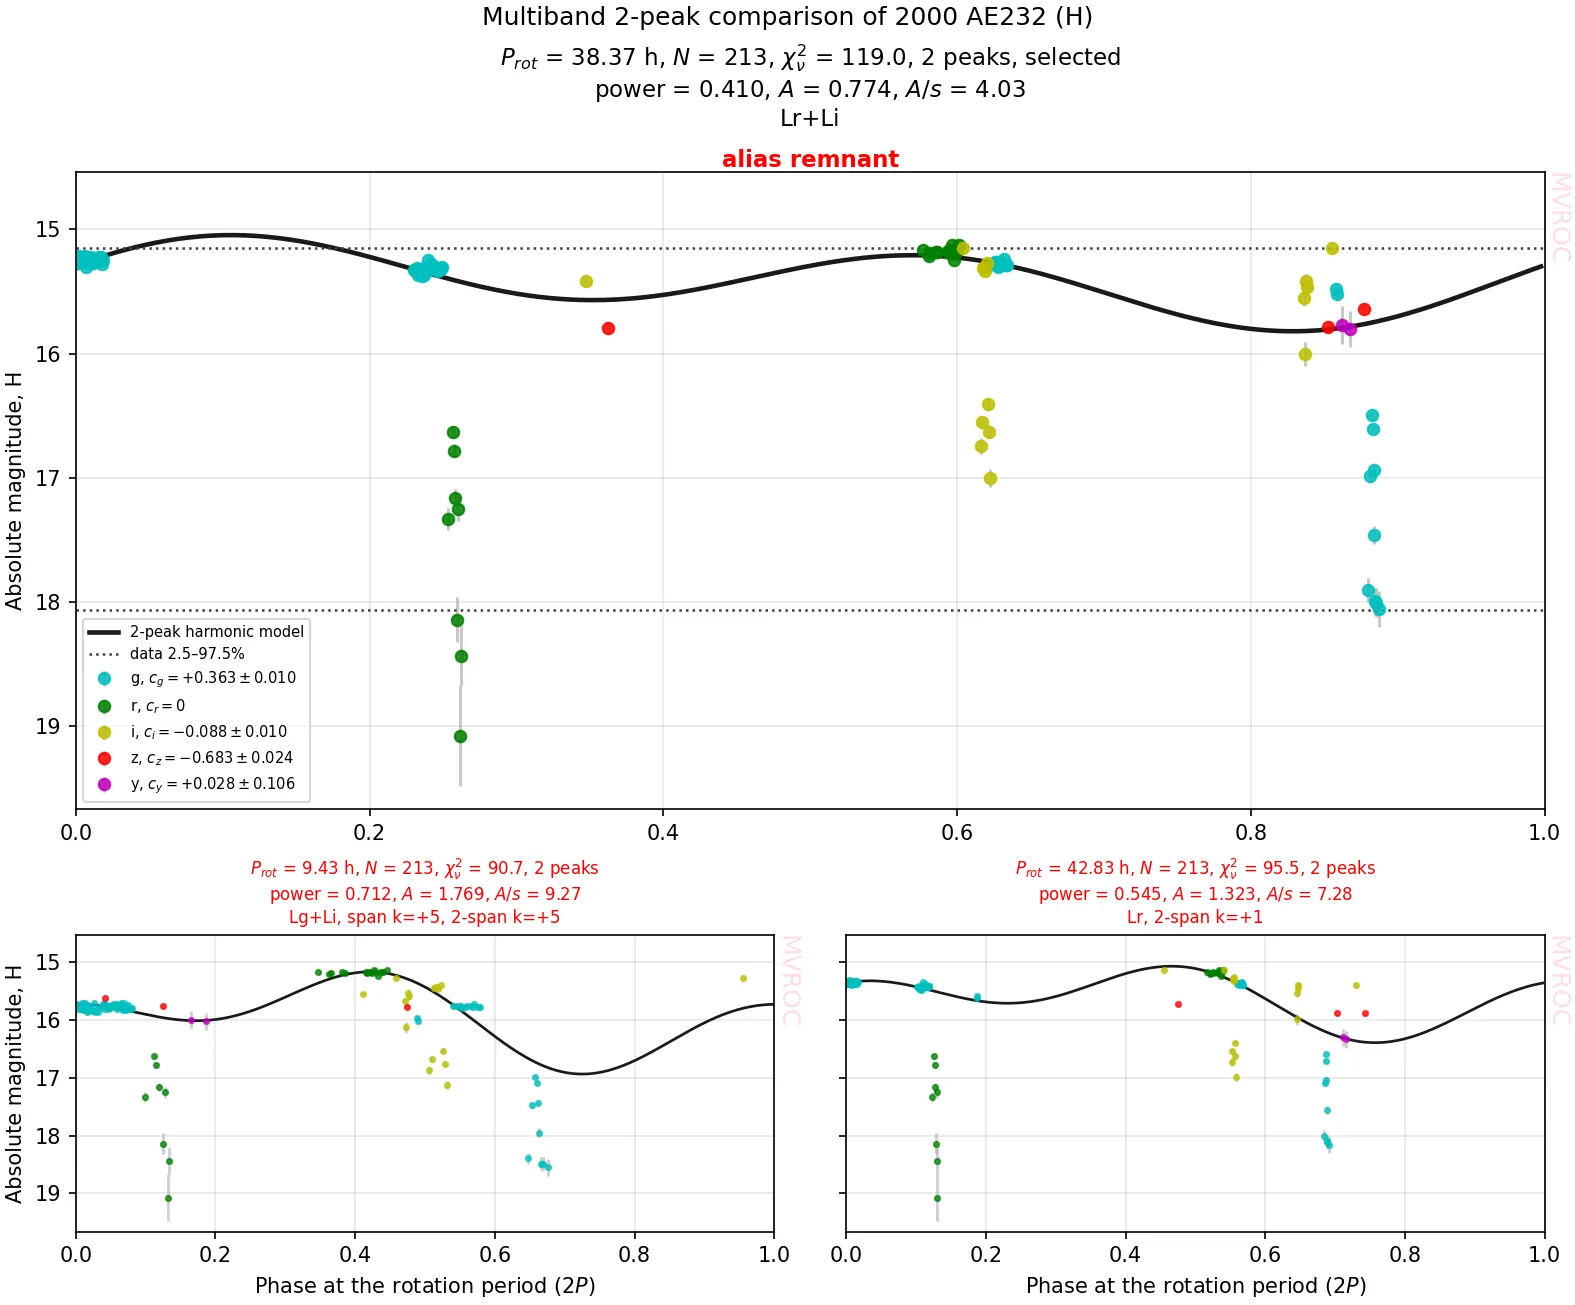 Multiband 2-peak comparison of 2000 AE232 (H)
P_rot = 38.37 h, N = 213, χ²_ν = 119.0, 2 peaks, selected
power = 0.410, A = 0.774, A/s = 4.03
Lr+Li
alias remnant
MVROC
15
16
17
18
19
Absolute magnitude, H
2-peak harmonic model
data 2.5–97.5%
g, c_g = +0.363 ± 0.010
r, c_r = 0
i, c_i = −0.088 ± 0.010
z, c_z = −0.683 ± 0.024
y, c_y = +0.028 ± 0.106
0.0 0.2 0.4 0.6 0.8 1.0
P_rot = 9.43 h, N = 213, χ²_ν = 90.7, 2 peaks
power = 0.712, A = 1.769, A/s = 9.27
Lg+Li, span k=+5, 2-span k=+5
MVROC
15
16
17
18
19
Absolute magnitude, H
0.0 0.2 0.4 0.6 0.8 1.0
Phase at the rotation period (2P)
P_rot = 42.83 h, N = 213, χ²_ν = 95.5, 2 peaks
power = 0.545, A = 1.323, A/s = 7.28
Lr, 2-span k=+1
MVROC
0.0 0.2 0.4 0.6 0.8 1.0
Phase at the rotation period (2P)